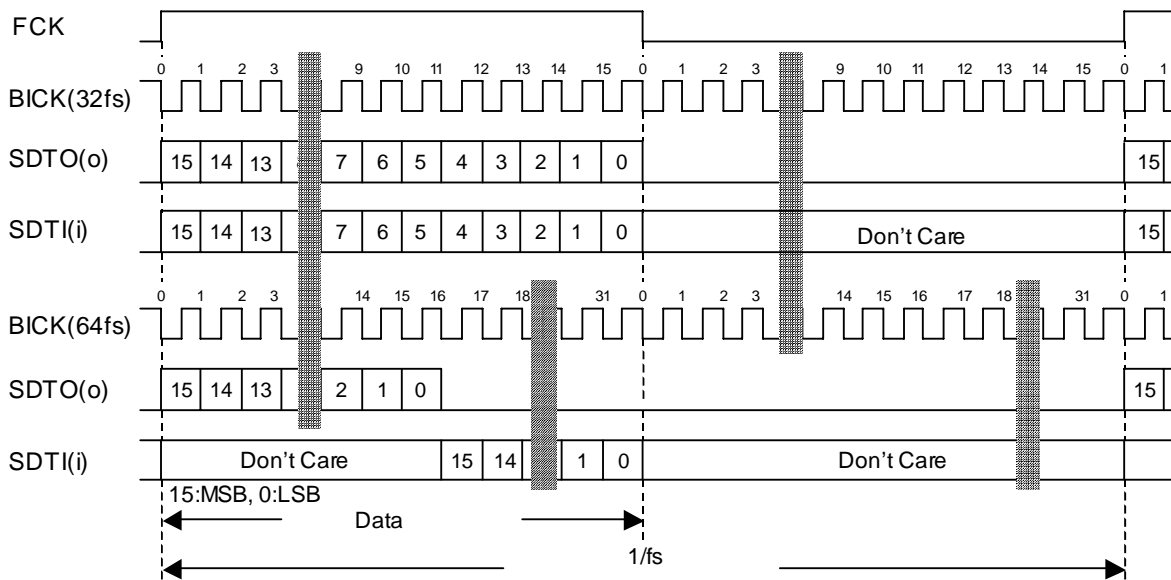 FCK
0 1 2 3 9 10 11 12 13 14 15 0 1 2 3 9 10 11 12 13 14 15 0 1
BICK(32fs)
SDTO(o) 15 14 13 7 6 5 4 3 2 1 0 15
SDTI(i) 15 14 13 7 6 5 4 3 2 1 0 Don't Care 15
0 1 2 3 14 15 16 17 18 31 0 1 2 3 14 15 16 17 18 31 0 1
BICK(64fs)
SDTO(o) 15 14 13 2 1 0 15
SDTI(i) Don't Care 15 14 1 0 Don't Care
15:MSB, 0:LSB
Data
1/fs